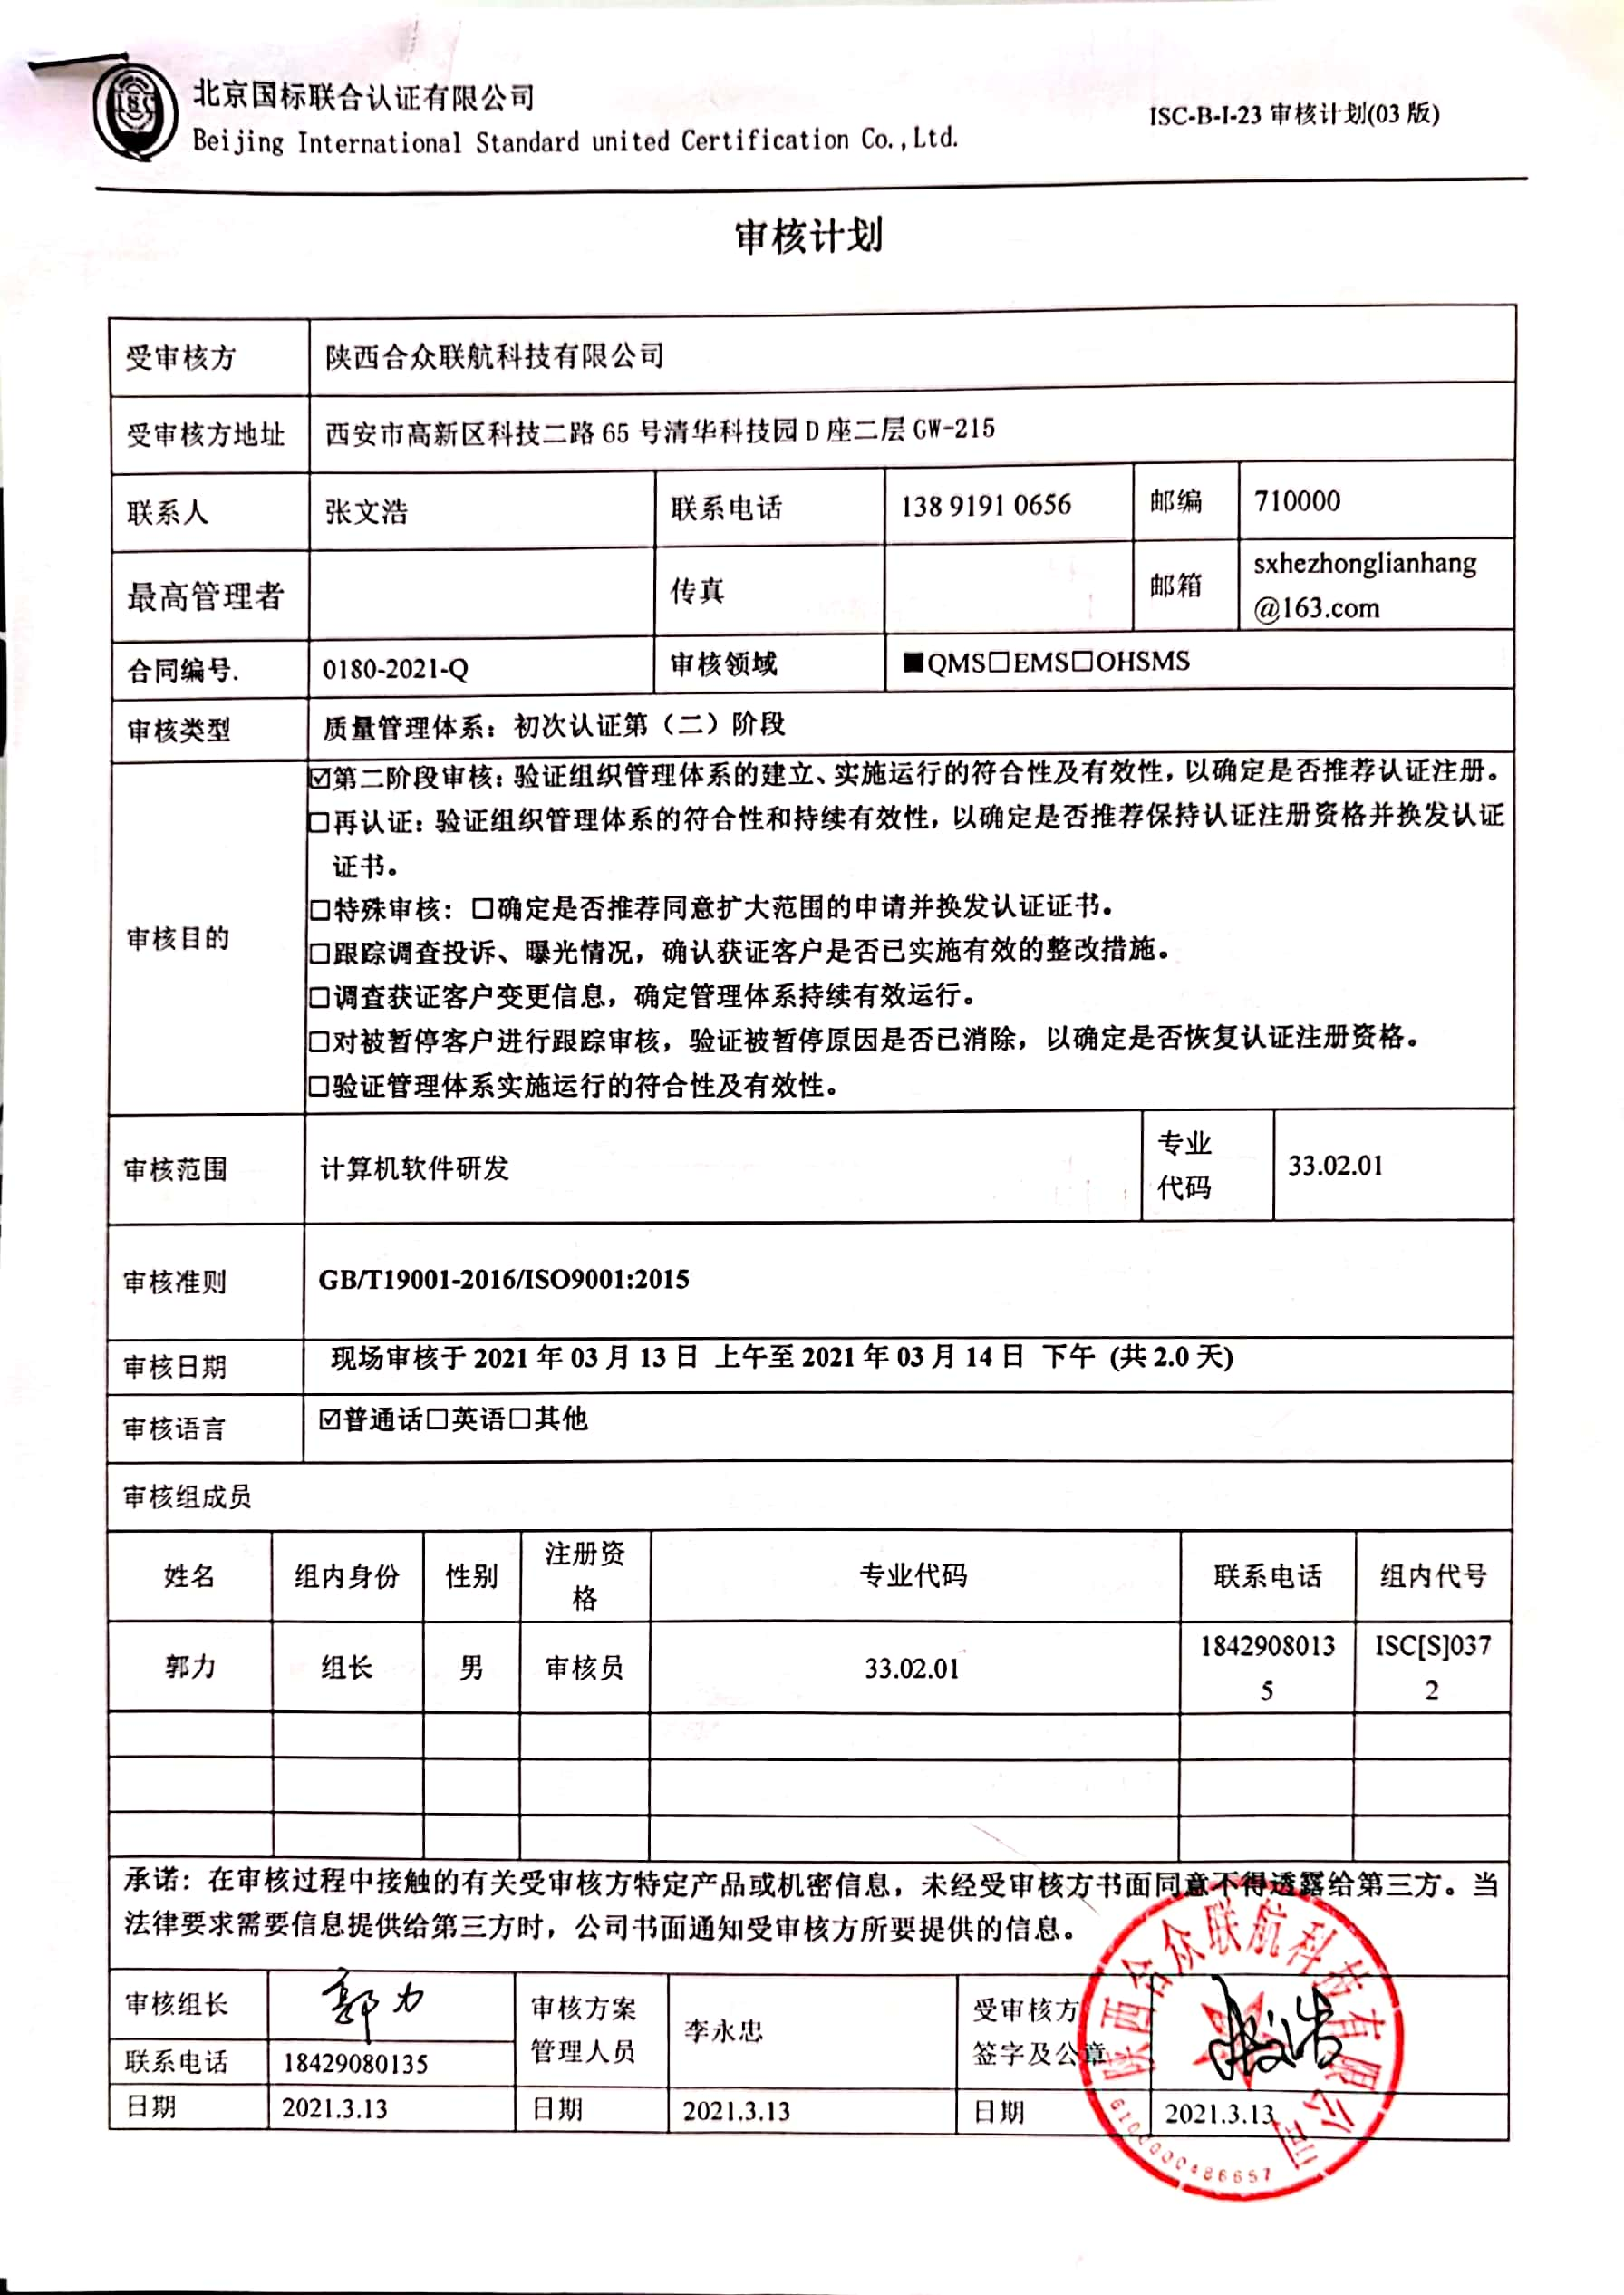 北京国标联合认证有限公司
Beijing International Standard united Certification Co.,Ltd.
ISC-B-I-23 审核计划(03 版)
审核计划
受审核方 陕西合众联航科技有限公司
受审核方地址 西安市高新区科技二路 65 号清华科技园 D 座二层 GW-215
联系人 张文浩 联系电话 138 9191 0656 邮编 710000
最高管理者 传真 邮箱 sxhezhonglianhang
@163.com
合同编号. 0180-2021-Q 审核领域 ■QMS□EMS□OHSMS
审核类型 质量管理体系：初次认证第（二）阶段
审核目的
☑第二阶段审核：验证组织管理体系的建立、实施运行的符合性及有效性，以确定是否推荐认证注册。
□再认证：验证组织管理体系的符合性和持续有效性，以确定是否推荐保持认证注册资格并换发认证
证书。
□特殊审核：□确定是否推荐同意扩大范围的申请并换发认证证书。
□跟踪调查投诉、曝光情况，确认获证客户是否已实施有效的整改措施。
□调查获证客户变更信息，确定管理体系持续有效运行。
□对被暂停客户进行跟踪审核，验证被暂停原因是否已消除，以确定是否恢复认证注册资格。
□验证管理体系实施运行的符合性及有效性。
审核范围 计算机软件研发 专业
代码 33.02.01
审核准则 GB/T19001-2016/ISO9001:2015
审核日期 现场审核于 2021 年 03 月 13 日 上午至 2021 年 03 月 14 日 下午 (共 2.0 天)
审核语言 ☑普通话□英语□其他
审核组成员
姓名 组内身份 性别 注册资
格 专业代码 联系电话 组内代号
郭力 组长 男 审核员 33.02.01 1842908013
5 ISC[S]037
2
承诺：在审核过程中接触的有关受审核方特定产品或机密信息，未经受审核方书面同意不得透露给第三方。当
法律要求需要信息提供给第三方时，公司书面通知受审核方所要提供的信息。
审核组长 郭力 审核方案
管理人员 李永忠 受审核方
签字及公章
联系电话 18429080135
日期 2021.3.13 日期 2021.3.13 日期 2021.3.13
陕西合众联航科技有限公司